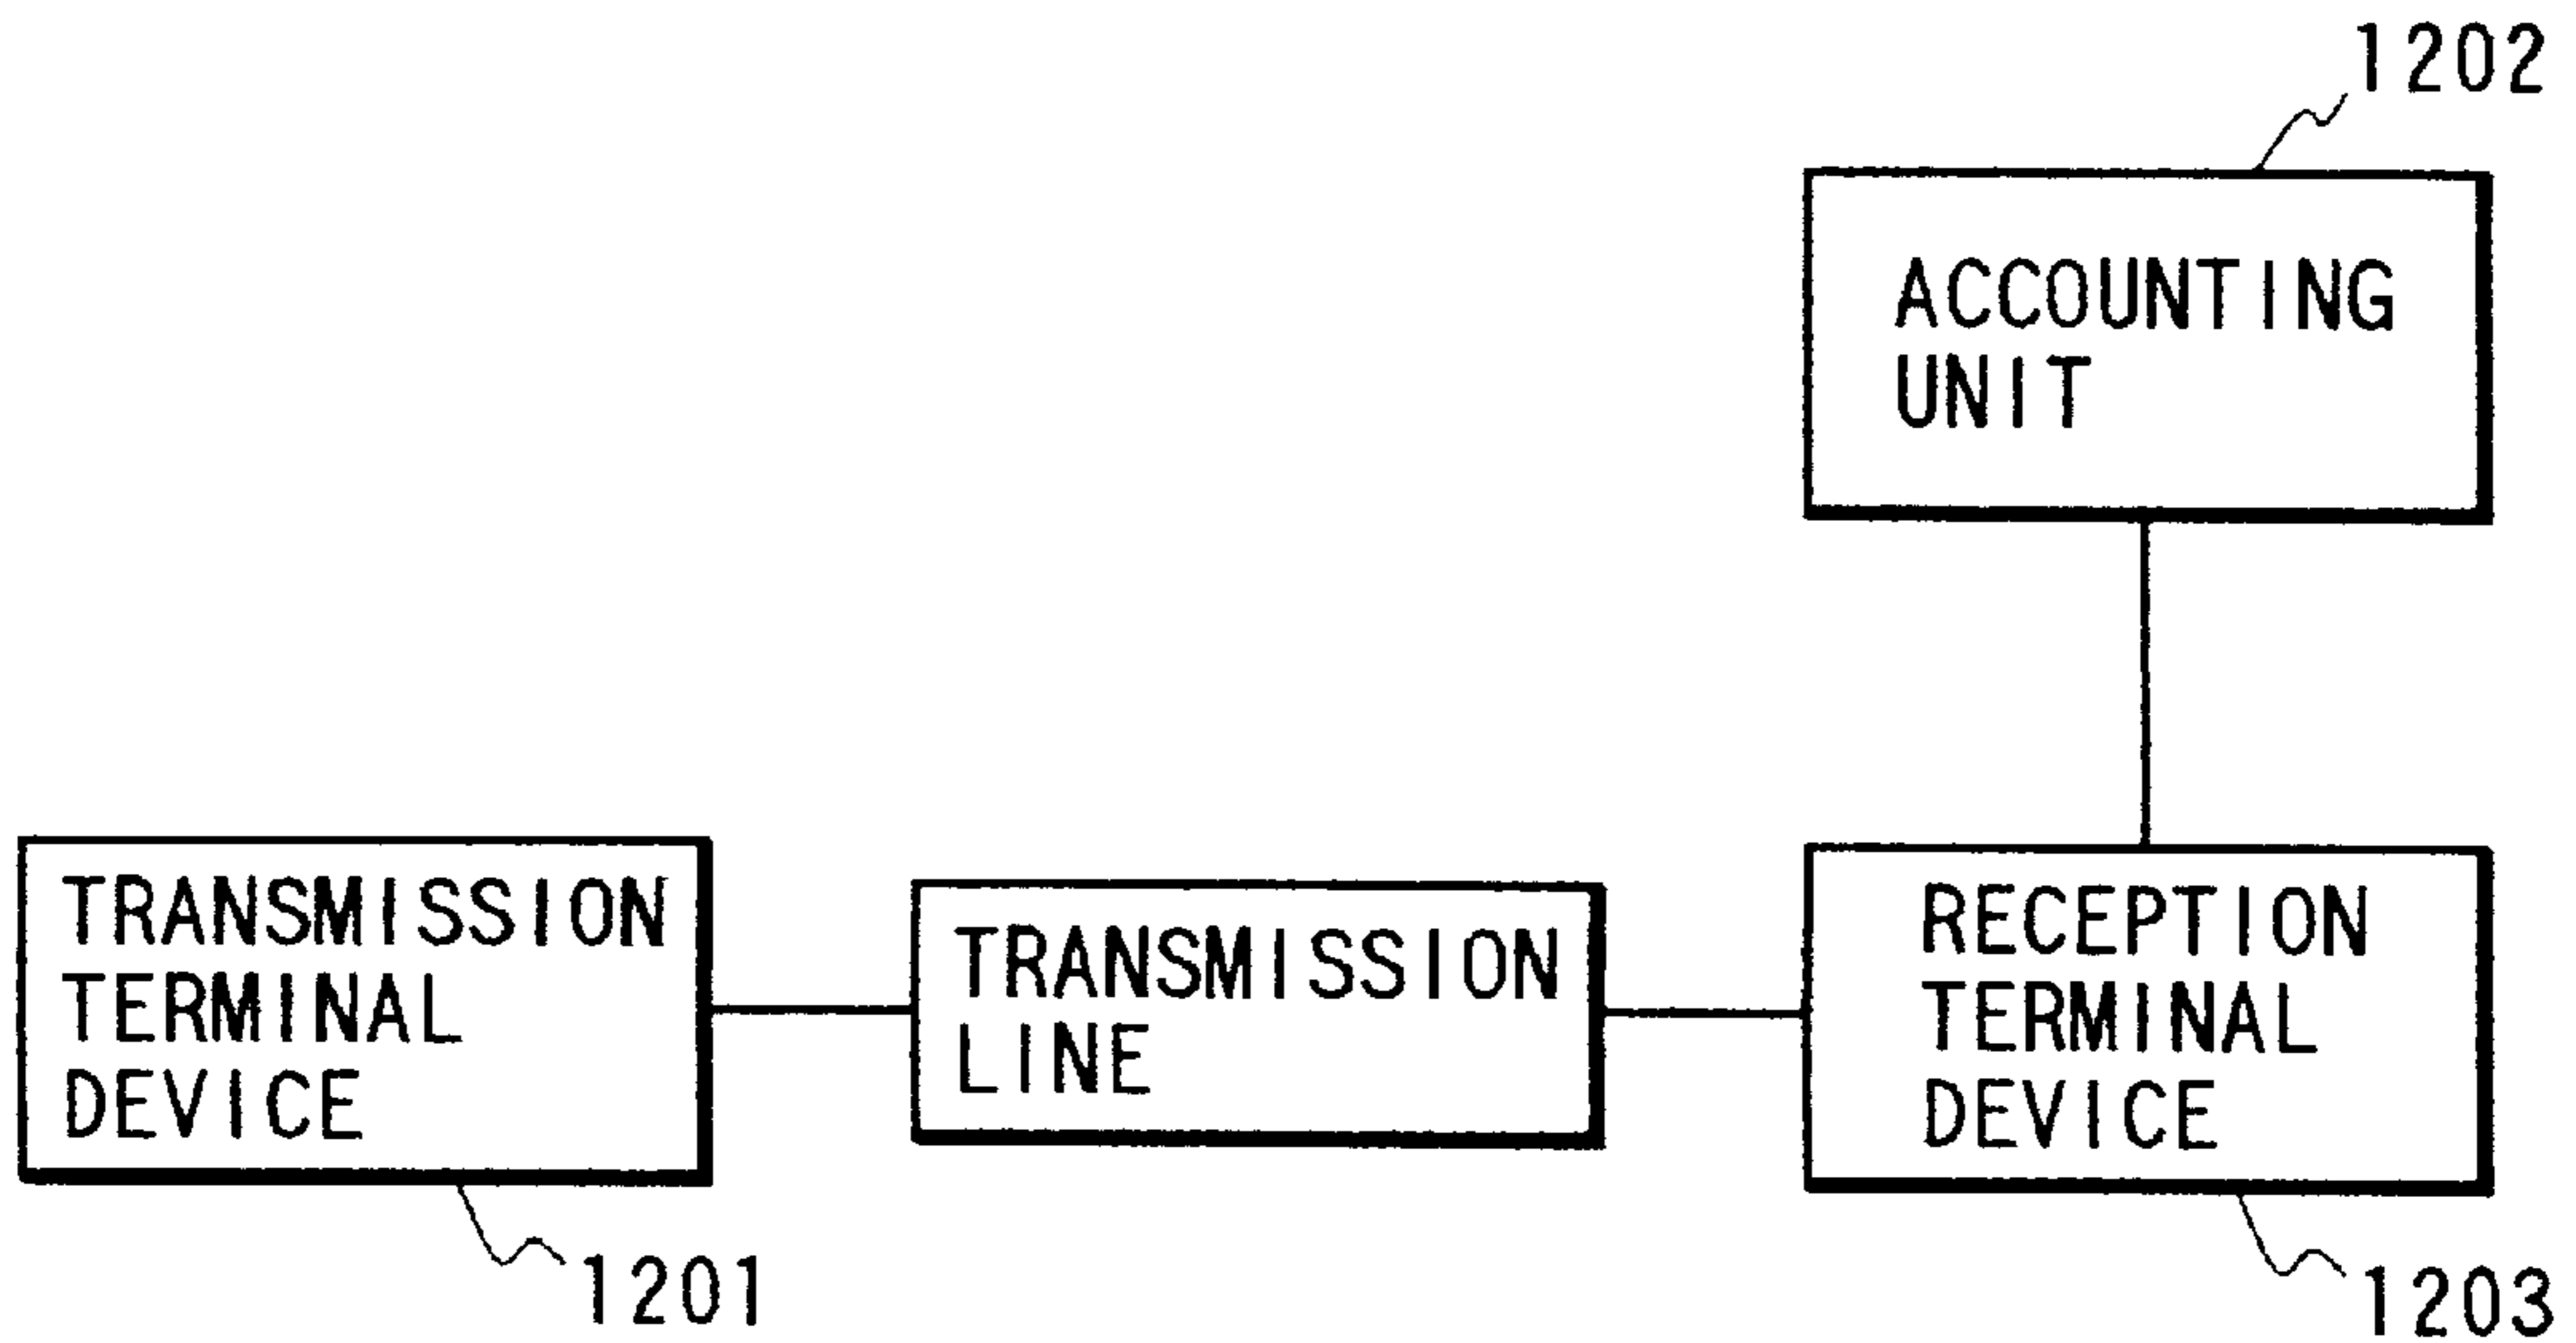 1202
ACCOUNTING
UNIT
TRANSMISSION
TERMINAL
DEVICE
TRANSMISSION
LINE
RECEPTION
TERMINAL
DEVICE
1201
1203